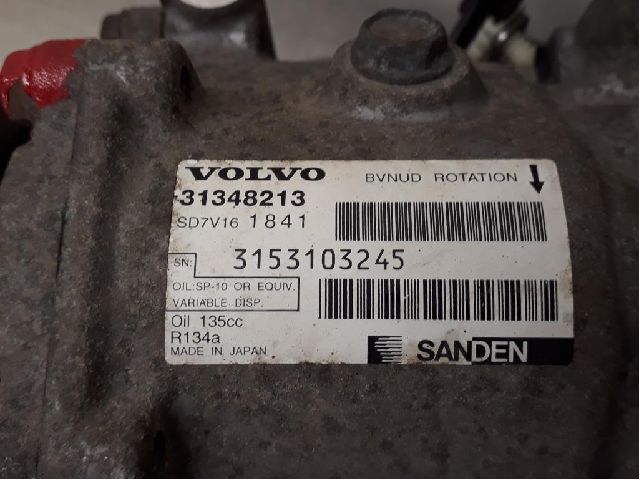 VOLVO BVNUD ROTATION ↓
31348213
SD7V16 1841
SN: 3153103245
OIL:SP-10 OR EQUIV.
VARIABLE DISP.
Oil 135cc
R134a
MADE IN JAPAN
SANDEN